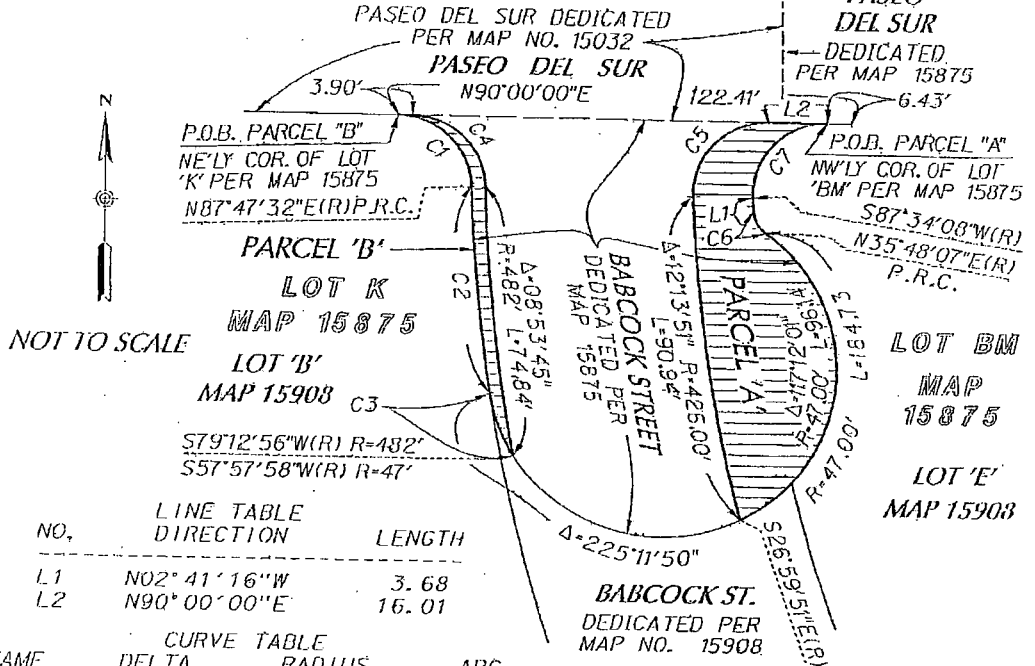 PASEO DEL SUR DEDICATED
PER MAP NO. 15032
PASEO DEL SUR
N90°00'00"E
PASEO
DEL SUR
DEDICATED
PER MAP 15875
3.90'
122.41'
L2
6.43'
N
P.O.B. PARCEL "B"
NE'LY COR. OF LOT
'K' PER MAP 15875
N87°47'32"E(R)P.R.C.
C1
C4
C5
C7
P.O.B. PARCEL "A"
NW'LY COR. OF LOT
'BM' PER MAP 15875
S87°34'08"W(R)
N35°48'07"E(R)
P.R.C.
L1
C6
PARCEL 'B'
LOT K
MAP 15875
C2
NOT TO SCALE
LOT 'B'
MAP 15908
C3
S79°12'56"W(R) R=482'
S57°57'58"W(R) R=47'
Δ=08°53'45"
R=482' L=74.84'
BABCOCK STREET
DEDICATED PER
MAP 15875
Δ=12°13'51" R=426.00'
L=90.94'
PARCEL 'A'
R=47.00'
L=184.73
R=47.00'
LOT BM
MAP
15875
LOT 'E'
MAP 15908
Δ=225°11'50"
S26°59'51"E(R)
BABCOCK ST.
DEDICATED PER
MAP NO. 15908
LINE TABLE
NO. DIRECTION LENGTH
L1 N02°41'16"W 3.68
L2 N90°00'00"E 16.01
CURVE TABLE
DELTA RADIUS ARC